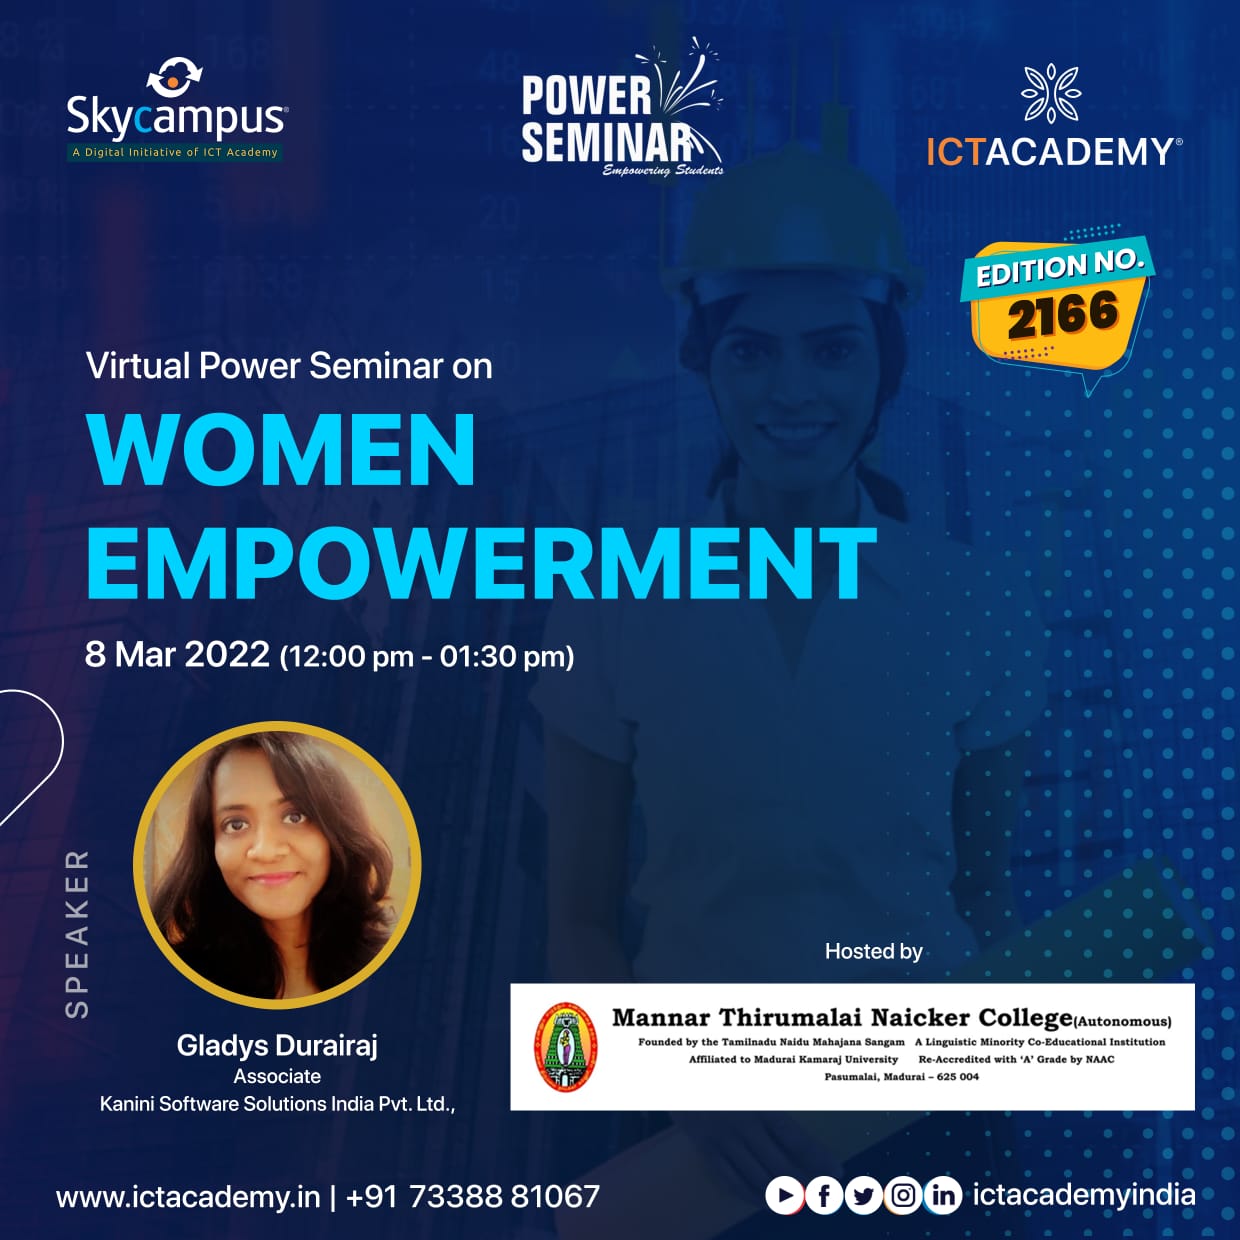 Skycampus®
A Digital Initiative of ICT Academy
POWER
SEMINAR
Empowering Students
ICTACADEMY®
EDITION NO.
2166
Virtual Power Seminar on
WOMEN
EMPOWERMENT
8 Mar 2022 (12:00 pm - 01:30 pm)
SPEAKER
Gladys Durairaj
Associate
Kanini Software Solutions India Pvt. Ltd.,
Hosted by
Mannar Thirumalai Naicker College(Autonomous)
Founded by the Tamilnadu Naidu Mahajana Sangam A Linguistic Minority Co-Educational Institution
Affiliated to Madurai Kamaraj University Re-Accredited with ‘A’ Grade by NAAC
Pasumalai, Madurai – 625 004
www.ictacademy.in | +91 73388 81067
ictacademyindia